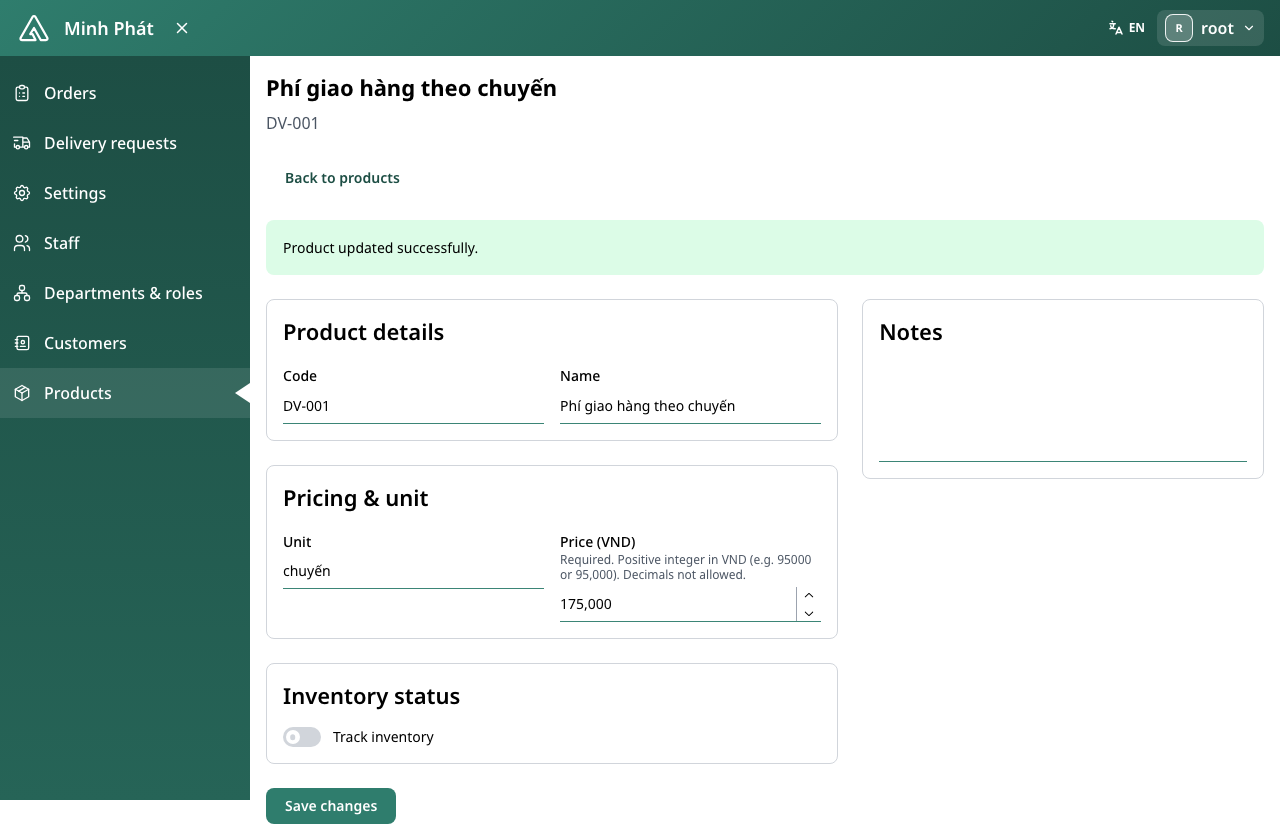 Minh Phát
EN
R
root
Orders
Delivery requests
Settings
Staff
Departments & roles
Customers
Products
Phí giao hàng theo chuyến
DV-001
Back to products
Product updated successfully.
Product details
Code
DV-001
Name
Phí giao hàng theo chuyến
Pricing & unit
Unit
chuyến
Price (VND)
Required. Positive integer in VND (e.g. 95000
or 95,000). Decimals not allowed.
175,000
Inventory status
Track inventory
Save changes
Notes